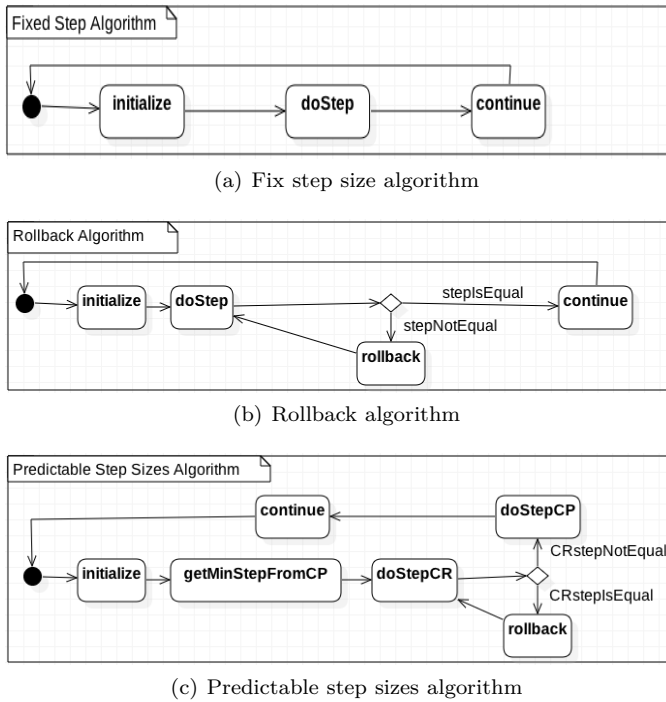 Fixed Step Algorithm
initialize
doStep
continue
(a) Fix step size algorithm
Rollback Algorithm
initialize
doStep
stepIsEqual
continue
stepNotEqual
rollback
(b) Rollback algorithm
Predictable Step Sizes Algorithm
continue
doStepCP
CRstepNotEqual
initialize
getMinStepFromCP
doStepCR
CRstepIsEqual
rollback
(c) Predictable step sizes algorithm